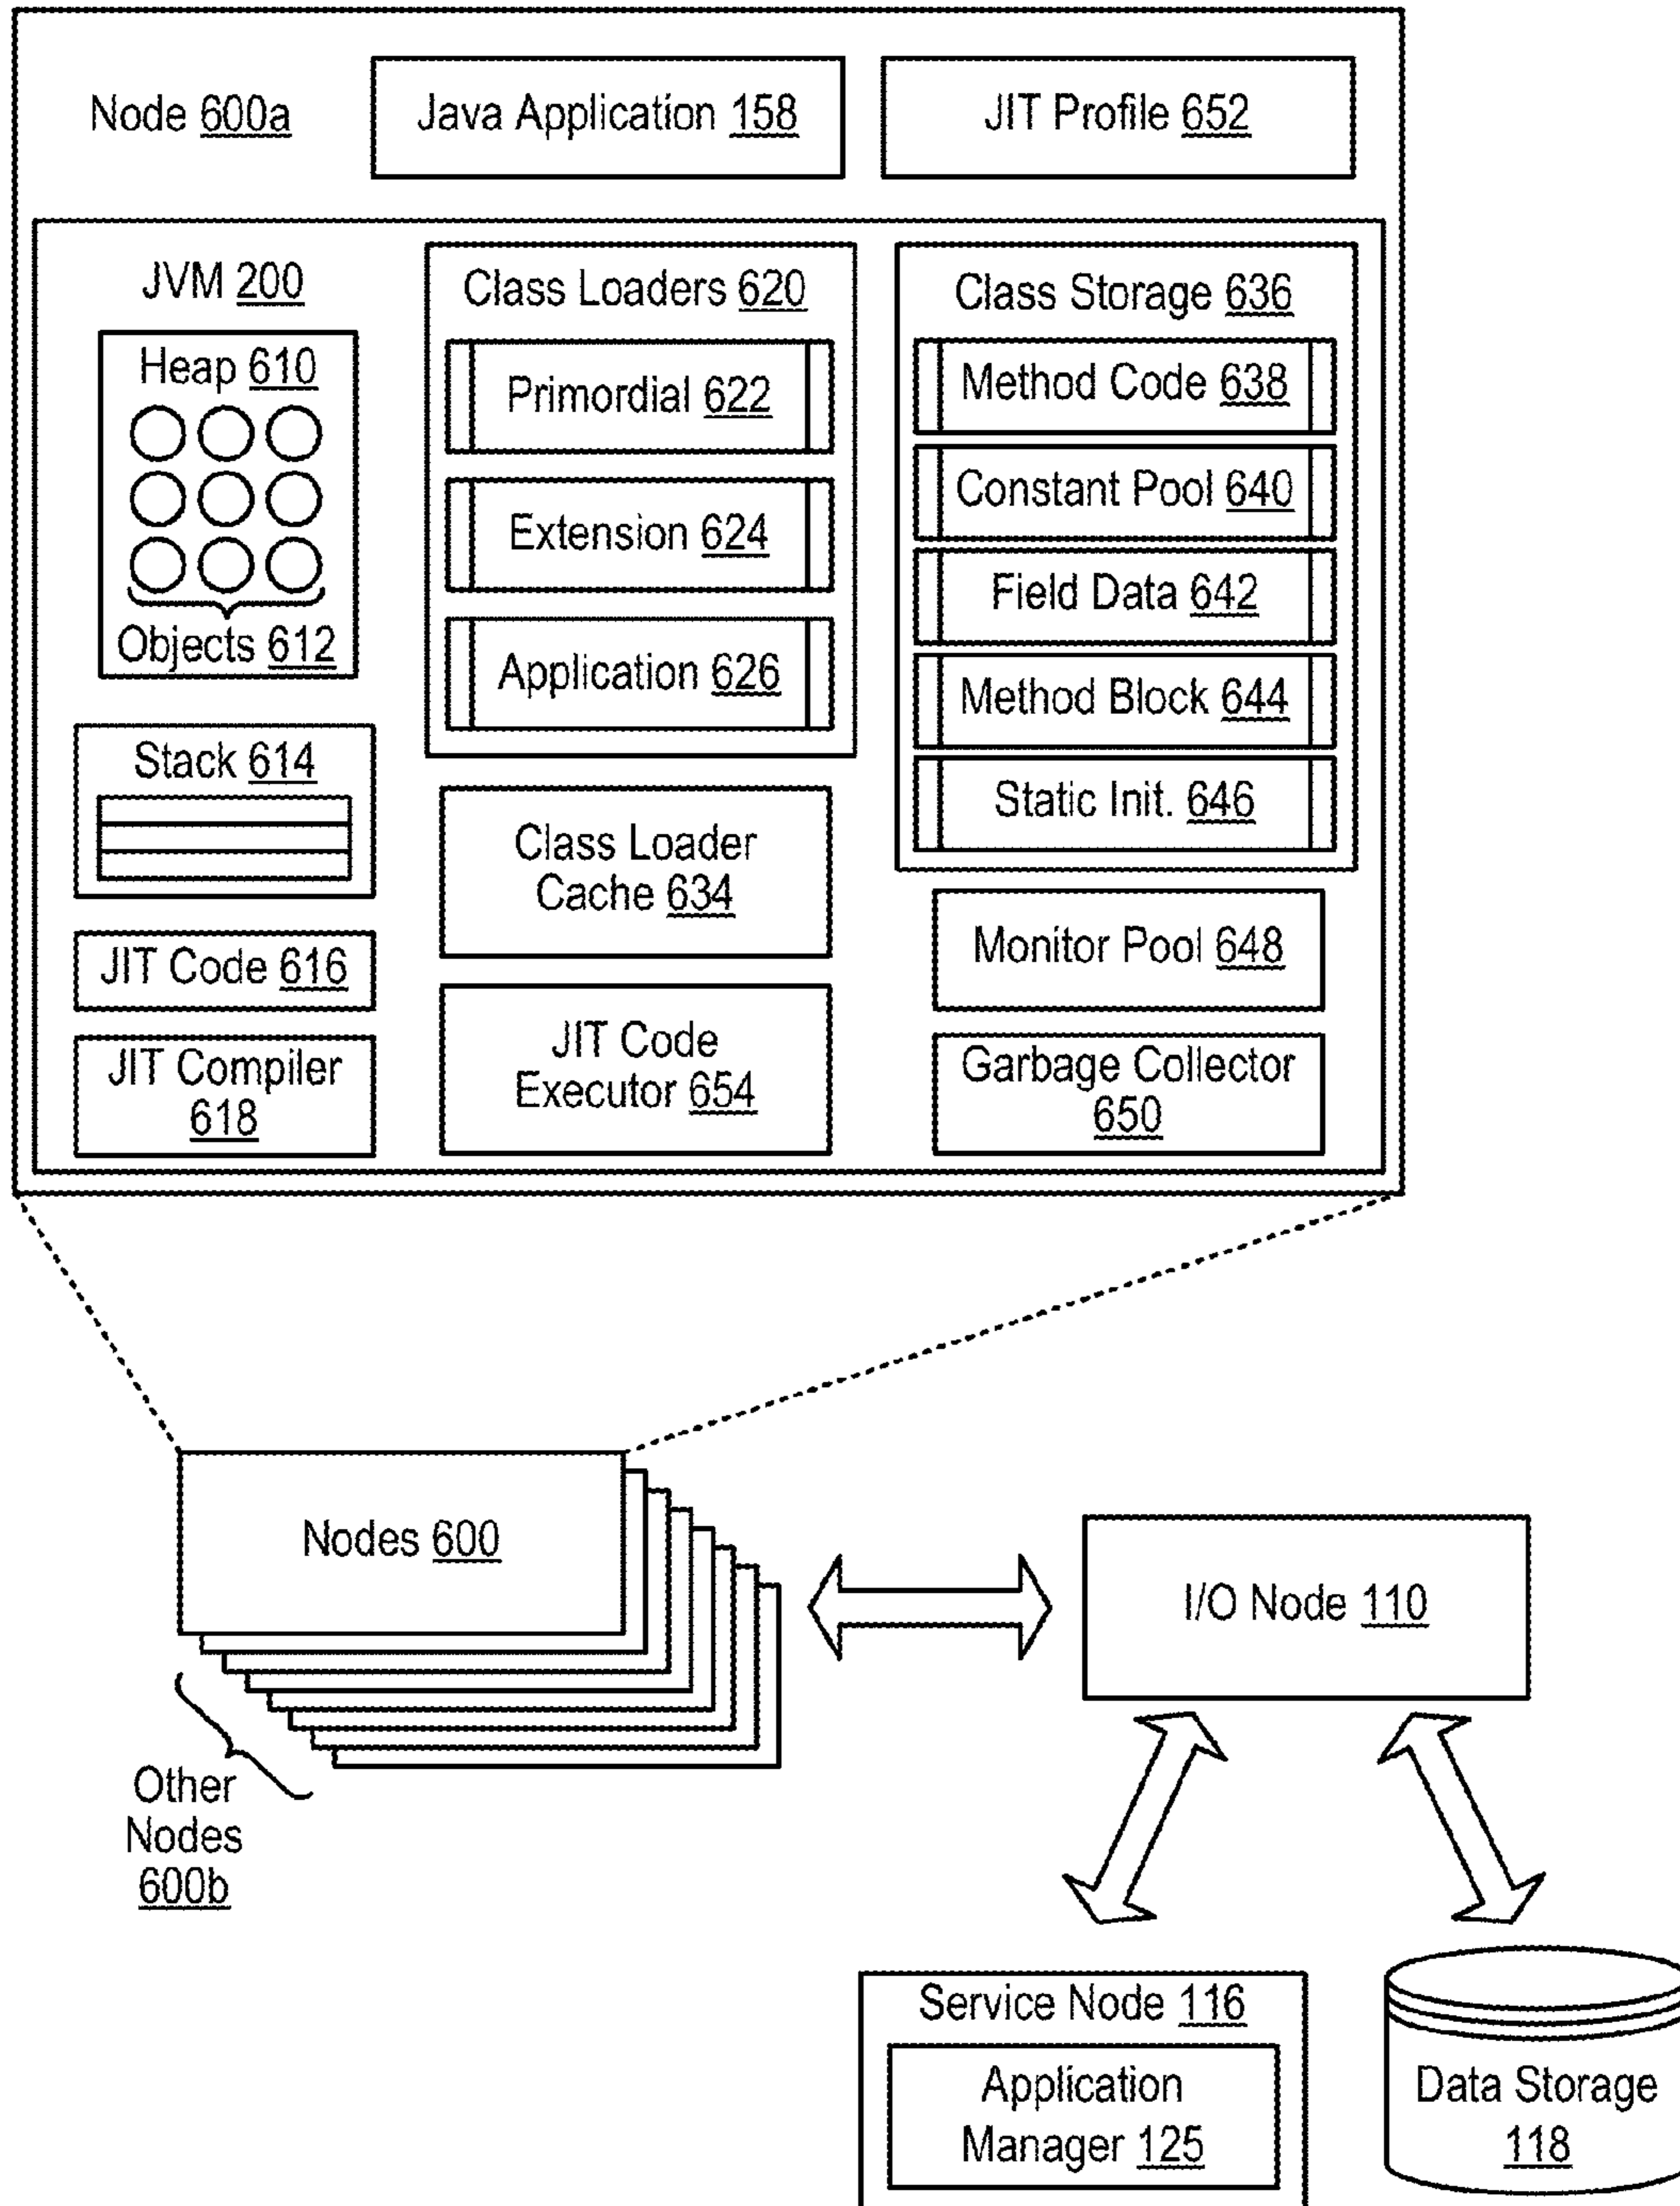 Node 600a
Java Application 158
JIT Profile 652
JVM 200
Heap 610
Objects 612
Stack 614
JIT Code 616
JIT Compiler
618
Class Loaders 620
Primordial 622
Extension 624
Application 626
Class Loader
Cache 634
JIT Code
Executor 654
Class Storage 636
Method Code 638
Constant Pool 640
Field Data 642
Method Block 644
Static Init. 646
Monitor Pool 648
Garbage Collector
650
Nodes 600
Other
Nodes
600b
I/O Node 110
Service Node 116
Application
Manager 125
Data Storage
118